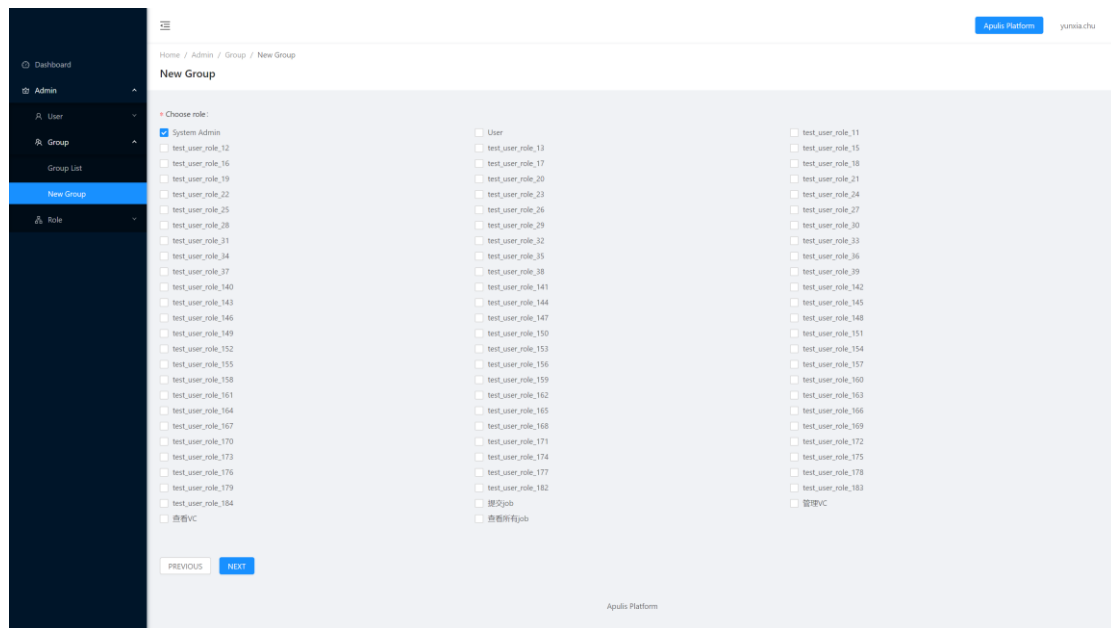 Apulis Platform yunxia.chu
Home / Admin / Group / New Group
New Group
Dashboard
Admin
User
Group
Group List
New Group
Role
* Choose role:
System Admin User test_user_role_11
test_user_role_12 test_user_role_13 test_user_role_15
test_user_role_16 test_user_role_17 test_user_role_18
test_user_role_19 test_user_role_20 test_user_role_21
test_user_role_22 test_user_role_23 test_user_role_24
test_user_role_25 test_user_role_26 test_user_role_27
test_user_role_28 test_user_role_29 test_user_role_30
test_user_role_31 test_user_role_32 test_user_role_33
test_user_role_34 test_user_role_35 test_user_role_36
test_user_role_37 test_user_role_38 test_user_role_39
test_user_role_140 test_user_role_141 test_user_role_142
test_user_role_143 test_user_role_144 test_user_role_145
test_user_role_146 test_user_role_147 test_user_role_148
test_user_role_149 test_user_role_150 test_user_role_151
test_user_role_152 test_user_role_153 test_user_role_154
test_user_role_155 test_user_role_156 test_user_role_157
test_user_role_158 test_user_role_159 test_user_role_160
test_user_role_161 test_user_role_162 test_user_role_163
test_user_role_164 test_user_role_165 test_user_role_166
test_user_role_167 test_user_role_168 test_user_role_169
test_user_role_170 test_user_role_171 test_user_role_172
test_user_role_173 test_user_role_174 test_user_role_175
test_user_role_176 test_user_role_177 test_user_role_178
test_user_role_179 test_user_role_182 test_user_role_183
test_user_role_184 提交job 管理VC
查看VC 查看所有job
PREVIOUS NEXT
Apulis Platform